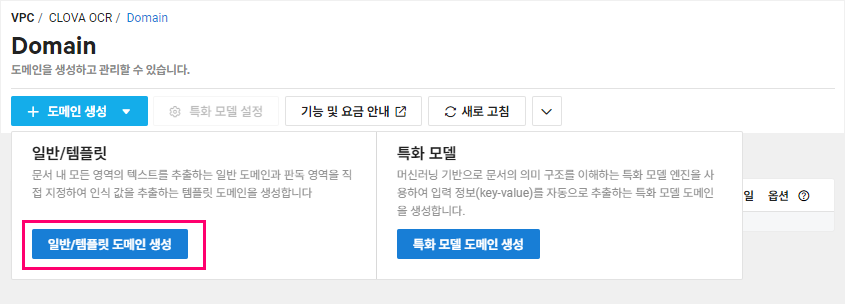 VPC / CLOVA OCR / Domain
Domain
도메인을 생성하고 관리할 수 있습니다.
+ 도메인 생성 특화 모델 설정 기능 및 요금 안내 새로 고침
일반/템플릿
문서 내 모든 영역의 텍스트를 추출하는 일반 도메인과 판독 영역을 직
접 지정하여 인식 값을 추출하는 템플릿 도메인을 생성합니다
일반/템플릿 도메인 생성
특화 모델
머신러닝 기반으로 문서의 의미 구조를 이해하는 특화 모델 엔진을 사
용하여 입력 정보(key-value)를 자동으로 추출하는 특화 모델 도메인
을 생성합니다.
특화 모델 도메인 생성
일 옵션 ?